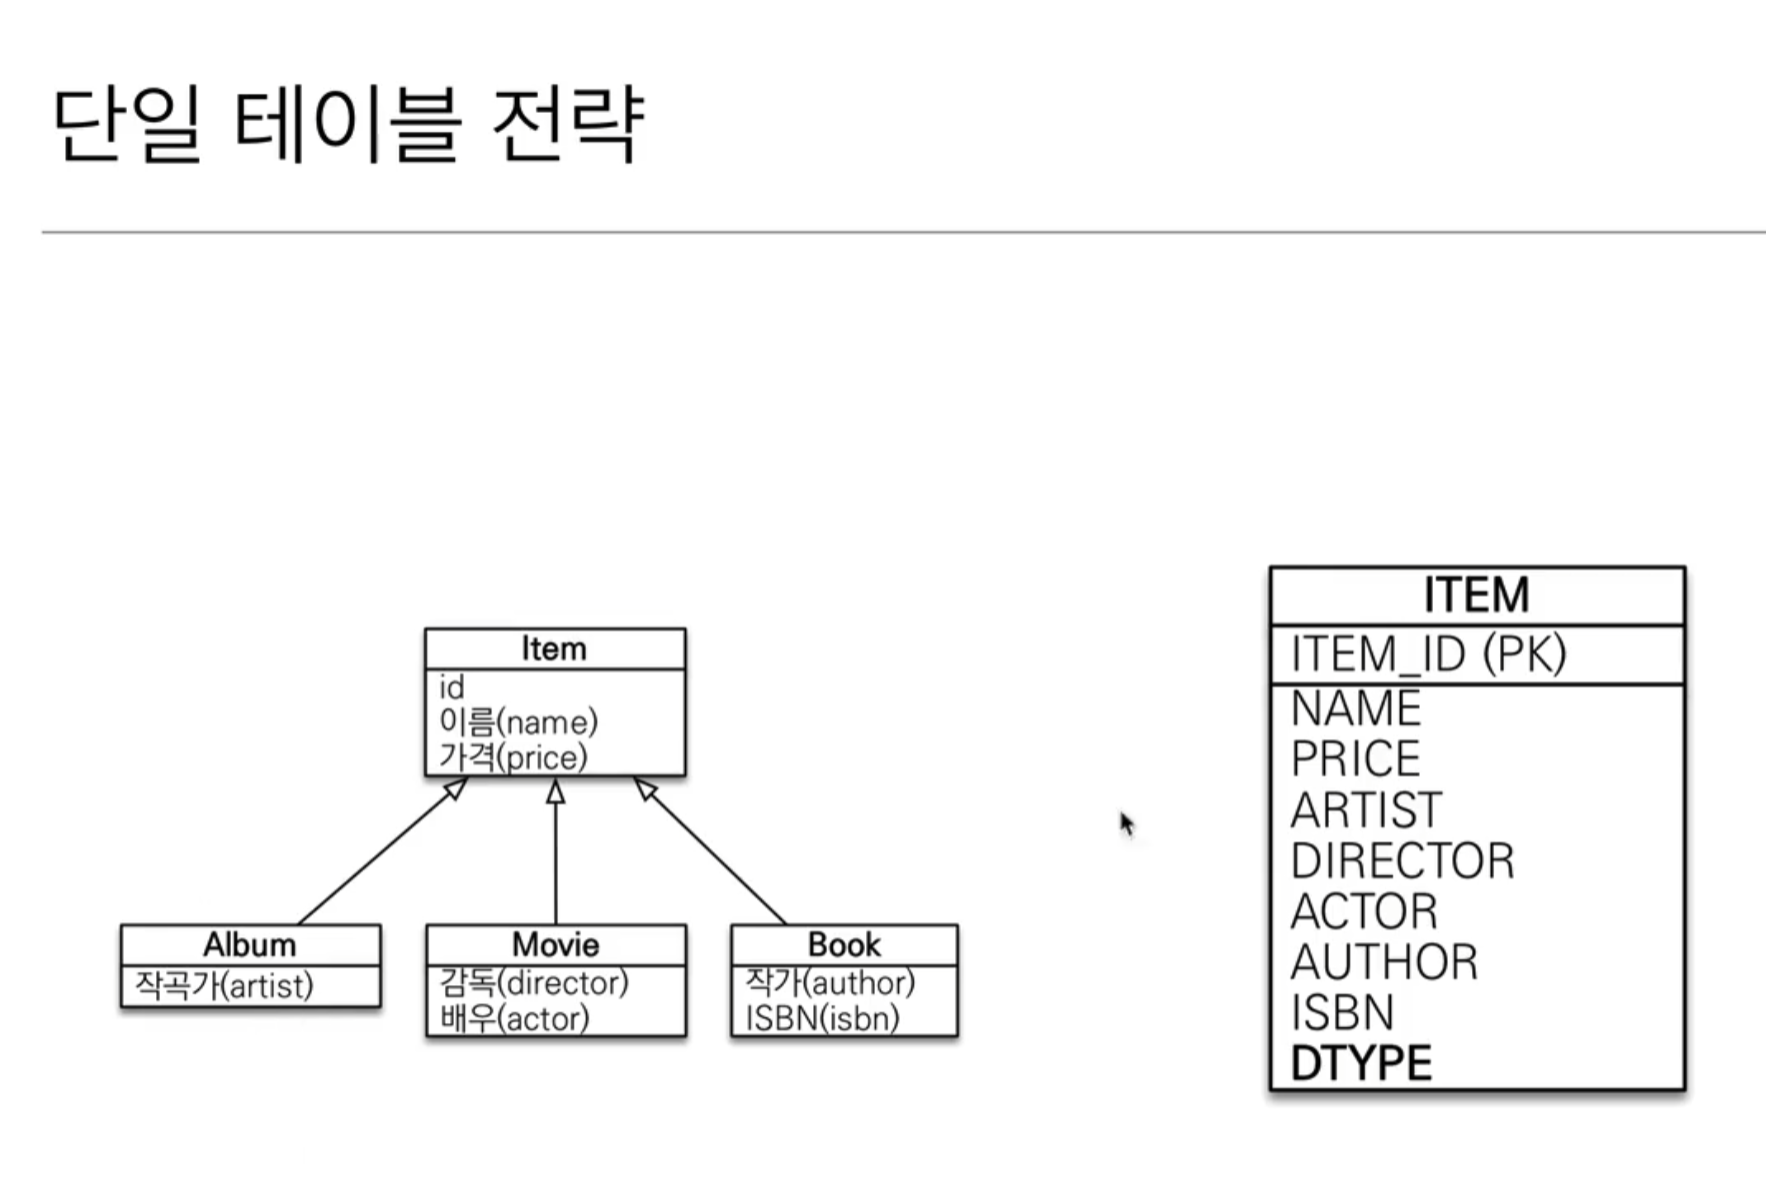 단일 테이블 전략
Item
id
이름(name)
가격(price)
Album
작곡가(artist)
Movie
감독(director)
배우(actor)
Book
작가(author)
ISBN(isbn)
ITEM
ITEM_ID (PK)
NAME
PRICE
ARTIST
DIRECTOR
ACTOR
AUTHOR
ISBN
DTYPE